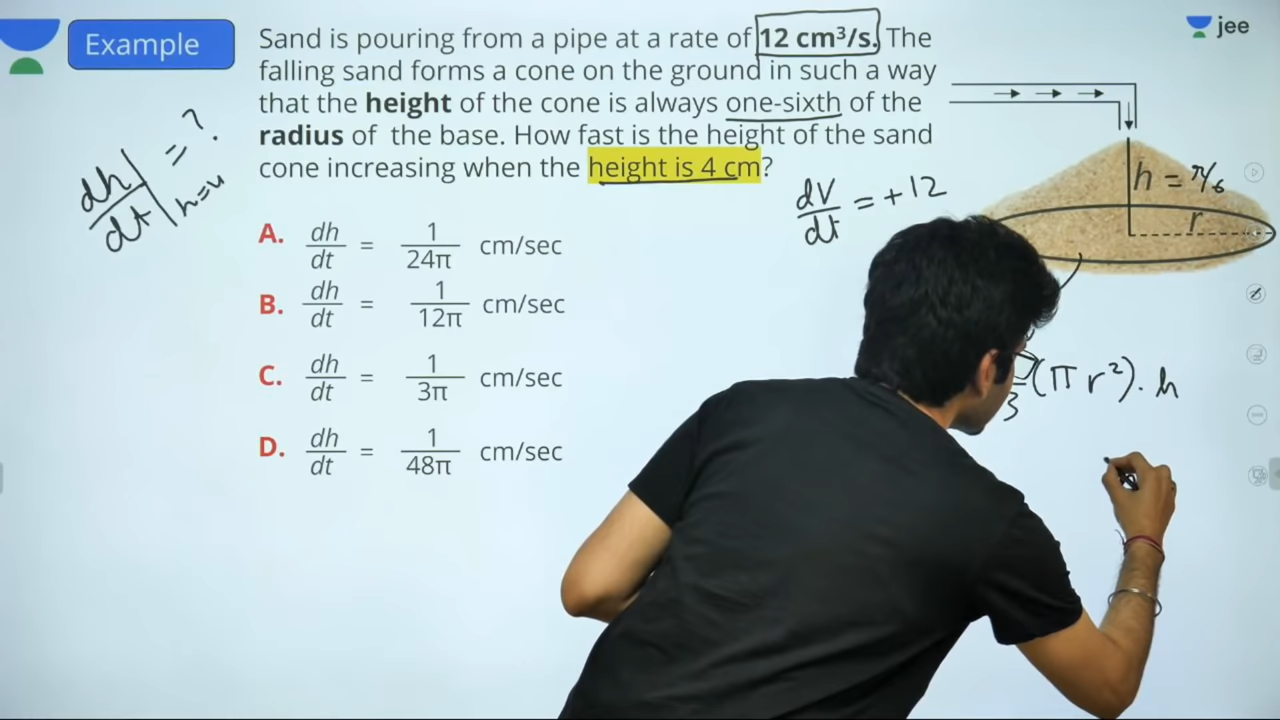 Example
Sand is pouring from a pipe at a rate of 12 cm³/s. The
falling sand forms a cone on the ground in such a way
that the height of the cone is always one-sixth of the
radius of the base. How fast is the height of the sand
cone increasing when the height is 4 cm?
jee
dh/dt | h=4 = ?
dV/dt = +12
h = r/6
r
A. dh/dt = 1/24π cm/sec
B. dh/dt = 1/12π cm/sec
C. dh/dt = 1/3π cm/sec
D. dh/dt = 1/48π cm/sec
3 (π r²) . h